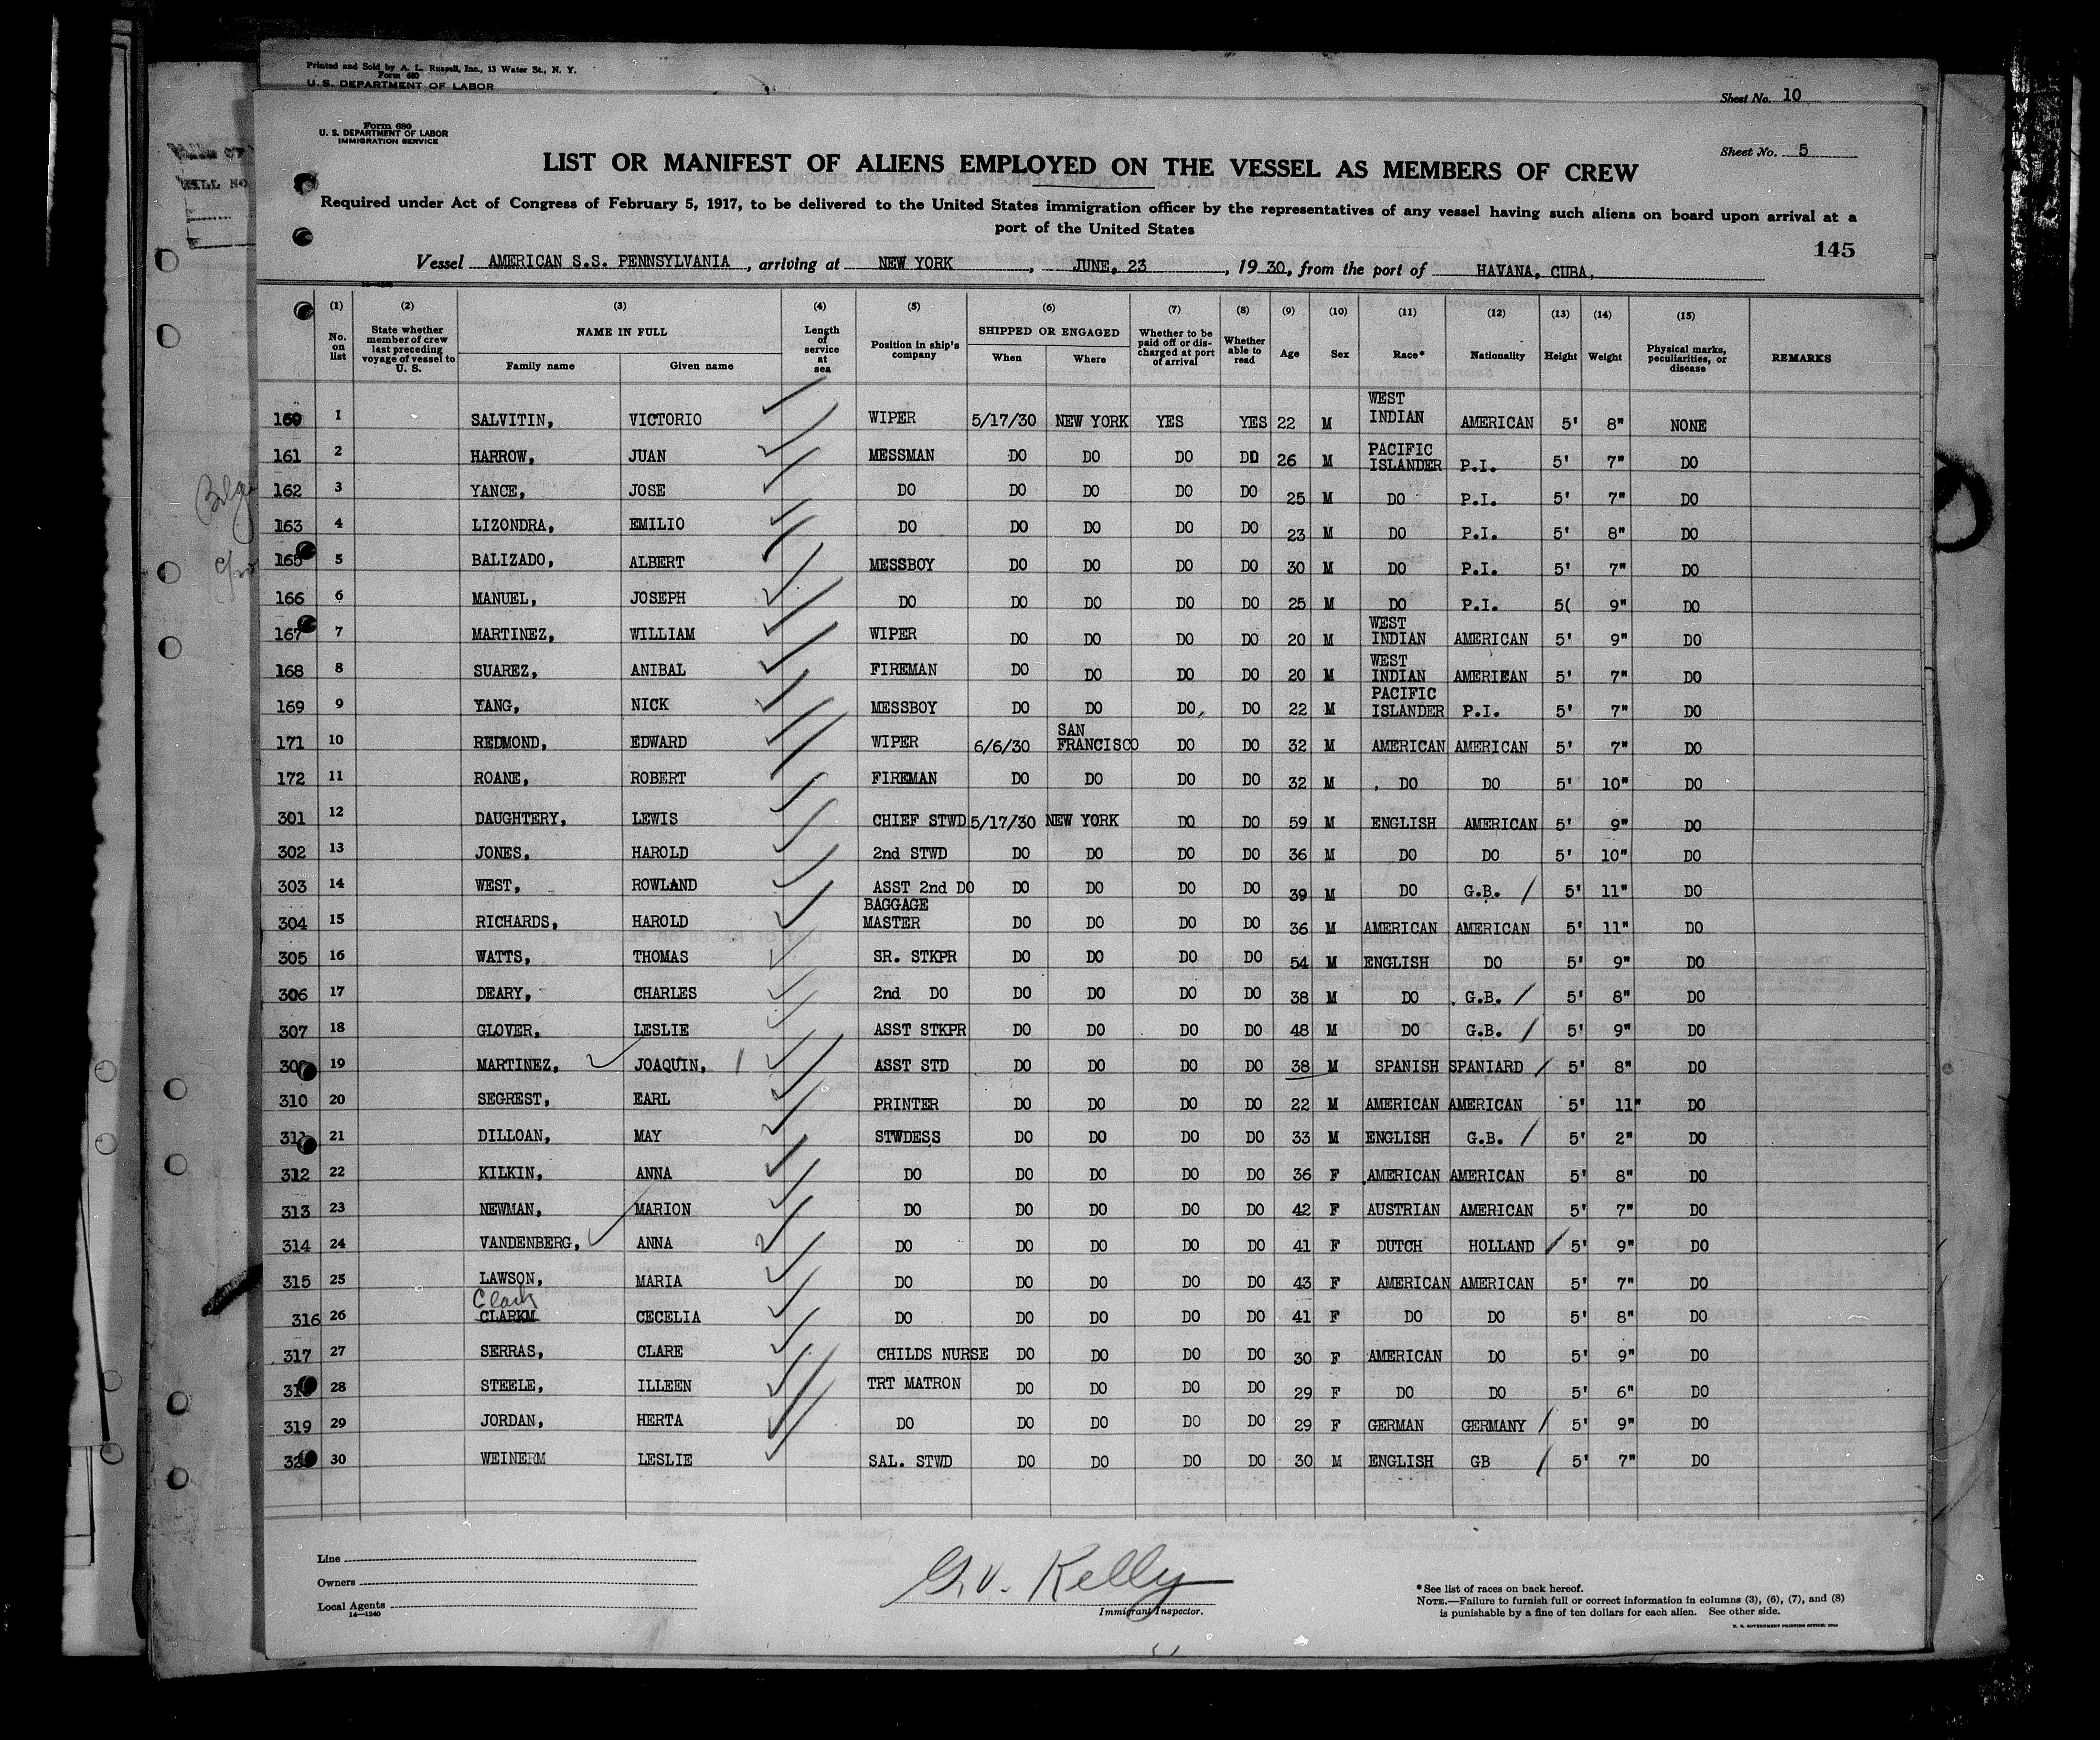 Printed and Sold by A. L. Russell, Inc., 13 Water St., N. Y.
Form 680
U. S. DEPARTMENT OF LABOR
Sheet No. 10
Form 680
U. S. DEPARTMENT OF LABOR
IMMIGRATION SERVICE
Sheet No. 5
LIST OR MANIFEST OF ALIENS EMPLOYED ON THE VESSEL AS MEMBERS OF CREW
Required under Act of Congress of February 5, 1917, to be delivered to the United States immigration officer by the representatives of any vessel having such aliens on board upon arrival at a
port of the United States
145
Vessel AMERICAN S.S. PENNSYLVANIA, arriving at NEW YORK, JUNE, 23, 1930, from the port of HAVANA, CUBA,
(1) (2) (3) (4) (5) (6) (7) (8) (9) (10) (11) (12) (13) (14) (15)
No. on list State whether member of crew last preceding voyage of vessel to U. S. NAME IN FULL Family name Given name Length of service at sea Position in ship's company SHIPPED OR ENGAGED When Where Whether to be paid off or discharged at port of arrival Whether able to read Age Sex Race* Nationality Height Weight Physical marks, peculiarities, or disease REMARKS
160 1 SALVITIN, VICTORIO WIPER 5/17/30 NEW YORK YES YES 22 M WEST INDIAN AMERICAN 5' 8" NONE
161 2 HARROW, JUAN MESSMAN DO DO DO DO 26 M PACIFIC ISLANDER P.I. 5' 7" DO
162 3 YANCE, JOSE DO DO DO DO DO 25 M DO P.I. 5' 7" DO
163 4 LIZONDRA, EMILIO DO DO DO DO DO 23 M DO P.I. 5' 8" DO
165 5 BALIZADO, ALBERT MESSBOY DO DO DO DO 30 M DO P.I. 5' 7" DO
166 6 MANUEL, JOSEPH DO DO DO DO DO 25 M DO P.I. 5( 9" DO
167 7 MARTINEZ, WILLIAM WIPER DO DO DO DO 20 M WEST INDIAN AMERICAN 5' 9" DO
168 8 SUAREZ, ANIBAL FIREMAN DO DO DO DO 20 M WEST INDIAN AMERICAN 5' 7" DO
169 9 YANG, NICK MESSBOY DO DO DO, DO 22 M PACIFIC ISLANDER P.I. 5' 7" DO
171 10 REDMOND, EDWARD WIPER 6/6/30 SAN FRANCISCO DO DO 32 M AMERICAN AMERICAN 5' 7" DO
172 11 ROANE, ROBERT FIREMAN DO DO DO DO 32 M DO DO 5' 10" DO
301 12 DAUGHTERY, LEWIS CHIEF STWD 5/17/30 NEW YORK DO DO 59 M ENGLISH AMERICAN 5' 9" DO
302 13 JONES, HAROLD 2nd STWD DO DO DO DO 36 M DO DO 5' 10" DO
303 14 WEST, ROWLAND ASST 2nd DO DO DO DO DO 39 M DO G.B. / 5' 11" DO
304 15 RICHARDS, HAROLD BAGGAGE MASTER DO DO DO DO 36 M AMERICAN AMERICAN 5' 11" DO
305 16 WATTS, THOMAS SR. STKPR DO DO DO DO 54 M ENGLISH DO 5' 9" DO
306 17 DEARY, CHARLES 2nd DO DO DO DO DO 38 M DO G.B. / 5' 8" DO
307 18 GLOVER, LESLIE ASST STKPR DO DO DO DO 48 M DO G.B. / 5' 9" DO
19 MARTINEZ, JOAQUIN, ASST STD DO DO DO DO 38 M SPANISH SPANIARD / 5' 8" DO
310 20 SEGREST, EARL PRINTER DO DO DO DO 22 M AMERICAN AMERICAN 5' 11" DO
311 21 DILLOAN, MAY STWDESS DO DO DO DO 33 M ENGLISH G.B. / 5' 2" DO
312 22 KILKIN, ANNA DO DO DO DO DO 36 F AMERICAN AMERICAN 5' 8" DO
313 23 NEWMAN, MARION DO DO DO DO DO 42 F AUSTRIAN AMERICAN 5' 7" DO
314 24 VANDENBERG, ANNA DO DO DO DO DO 41 F DUTCH HOLLAND / 5' 9" DO
315 25 LAWSON, MARIA DO DO DO DO DO 43 F AMERICAN AMERICAN 5' 7" DO
Clark
316 26 CLARKM CECELIA DO DO DO DO DO 41 F DO DO 5' 8" DO
317 27 SERRAS, CLARE CHILDS NURSE DO DO DO DO 30 F AMERICAN DO 5' 9" DO
28 STEELE, ILLEEN TRT MATRON DO DO DO DO 29 F DO DO 5' 6" DO
319 29 JORDAN, HERTA DO DO DO DO DO 29 F GERMAN GERMANY / 5' 9" DO
30 WEINERM LESLIE SAL. STWD DO DO DO DO 30 M ENGLISH GB / 5' 7" DO
Line
Owners
Local Agents
14—1240
G. V. Kelly
Immigrant Inspector.
*See list of races on back hereof.
NOTE.—Failure to furnish full or correct information in columns (3), (6), (7), and (8)
is punishable by a fine of ten dollars for each alien. See other side.
U. S. GOVERNMENT PRINTING OFFICE: 1930